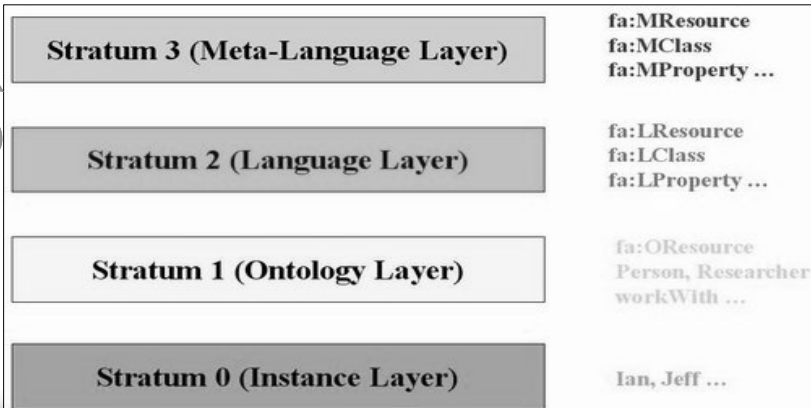 Stratum 3 (Meta-Language Layer)
fa:MResource
fa:MClass
fa:MProperty ...
Stratum 2 (Language Layer)
fa:LResource
fa:LClass
fa:LProperty ...
Stratum 1 (Ontology Layer)
fa:OResource
Person, Researcher
workWith ...
Stratum 0 (Instance Layer)
Ian, Jeff ...